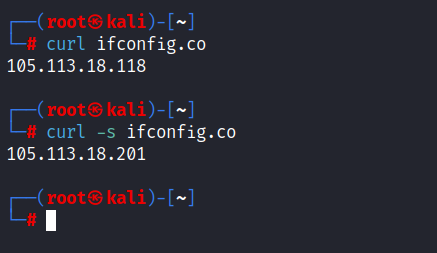 ┌──(root㉿kali)-[~]
└─# curl ifconfig.co
105.113.18.118
┌──(root㉿kali)-[~]
└─# curl -s ifconfig.co
105.113.18.201
┌──(root㉿kali)-[~]
└─#